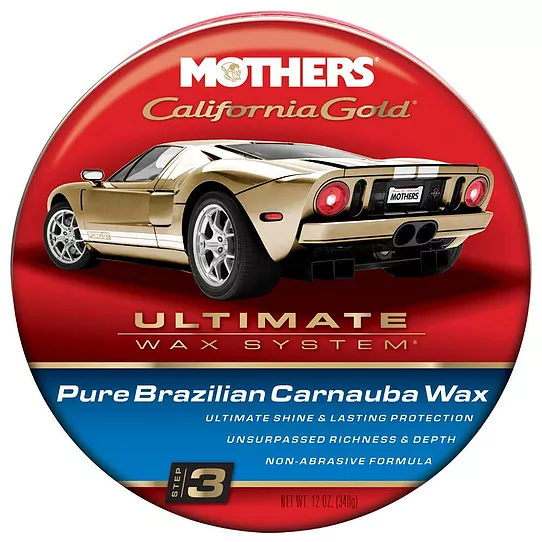 MOTHERS®
California Gold®
MOTHERS
ULTIMATE
WAX SYSTEM®
Pure Brazilian Carnauba Wax
ULTIMATE SHINE & LASTING PROTECTION
UNSURPASSED RICHNESS & DEPTH
NON-ABRASIVE FORMULA
STEP 3
NET WT. 12 OZ. (340g)